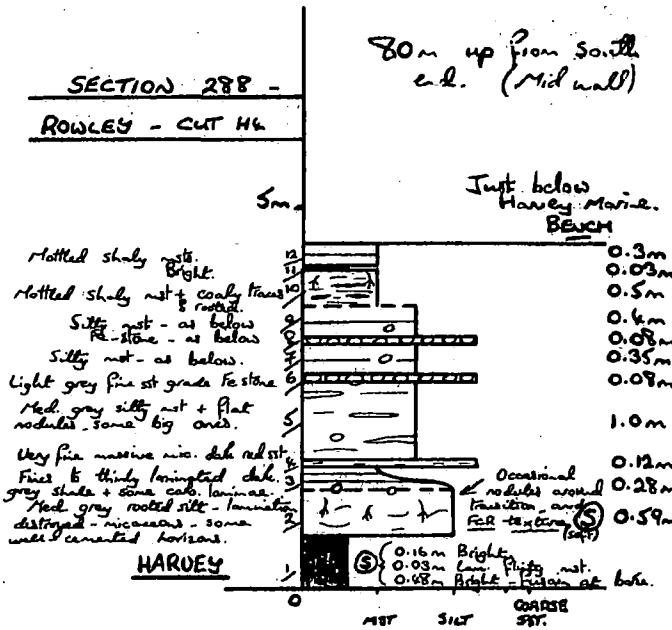 80m up from south
end. (Mid wall)
SECTION 288 -
ROWLEY - CUT H4
5m.
Just below
Harvey Marine.
BENCH
Mottled shaly msts. 12 0.3m
Bright. 11 0.03m
Mottled shaly mst + coaly traces 10 0.5m
& rooted.
Silty mst - as below 9 0.4m
Fe-stone - as below 8 0.08m
Silty mst - as below. 7 0.35m
Light grey fine sst grade Fe stone 6 0.08m
Med. grey silty mst + flat
nodules, some big ones. 5 1.0m
Very fine massive mic. dark red sst 4 0.12m
Fines to thinly laminated dark
grey shale + some carb. laminae. 3 0.28m
Med grey rooted silt - lamination
destroyed - micaceous - some
well cemented horizons. 2 0.59m
Occasional
nodules around
transition, and
FeR texture (S)
(soft)
HARVEY 1
(S) 0.16m Bright,
0.03m Lam. flinty mst.
0.48m Bright - Fusain at base.
0
MST SILT COARSE
SST.